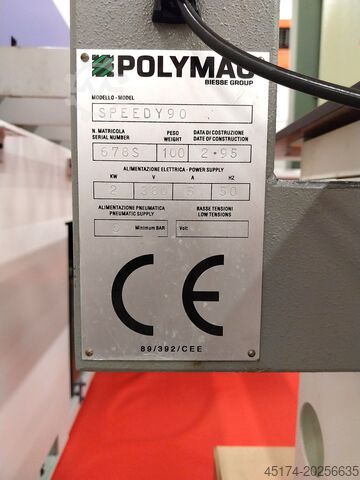 POLYMAC
BIESSE GROUP
MODELLO - MODEL
SPEEDY90
N. MATRICOLA PESO DATA DI COSTRUZIONE
SERIAL NUMBER WEIGHT DATE OF CONSTRUCTION
678S 100 2•95
ALIMENTAZIONE ELETTRICA - POWER SUPPLY
KW V A HZ
2 380 50
ALIMENTAZIONE PNEUMATICA BASSE TENSIONI
PNEUMATIC SUPPLY LOW TENSIONS
Minimum BAR Volt
CE
89/392/CEE
45174-20256635